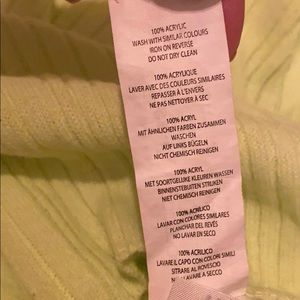 100% ACRYLIC
WASH WITH SIMILAR COLOURS
IRON ON REVERSE
DO NOT DRY CLEAN
100% ACRYLIQUE
LAVER AVEC DES COULEURS SIMILAIRES
REPASSER À L'ENVERS
NE PAS NETTOYER À SEC
100% ACRYL
MIT ÄHNLICHEN FARBEN ZUSAMMEN
WASCHEN
AUF LINKS BÜGELN
NICHT CHEMISCH REINIGEN
100% ACRYL
MET SOORTGELIJKE KLEUREN WASSEN
BINNENSTEBUITEN STRIJKEN
NIET CHEMISCH REINIGEN
100% ACRILICO
LAVAR CON COLORES SIMILARES
PLANCHAR DEL REVÉS
NO LAVAR EN SECO
100% ACRILICO
LAVARE IL CAPO CON COLORI SIMILI
STIRARE AL ROVESCIO
NON LAVARE A SECCO